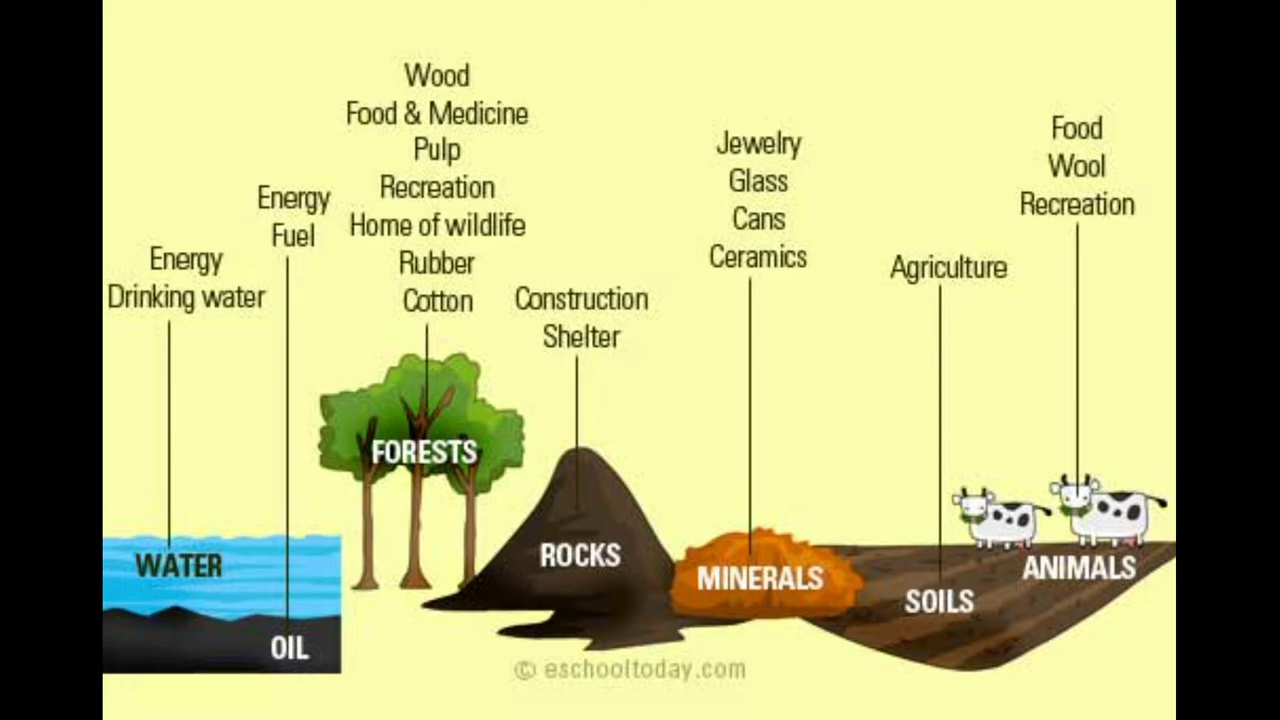 Energy
Drinking water
WATER
Energy
Fuel
OIL
Wood
Food & Medicine
Pulp
Recreation
Home of wildlife
Rubber
Cotton
FORESTS
Construction
Shelter
ROCKS
Jewelry
Glass
Cans
Ceramics
MINERALS
Agriculture
SOILS
Food
Wool
Recreation
ANIMALS
© eschooltoday.com